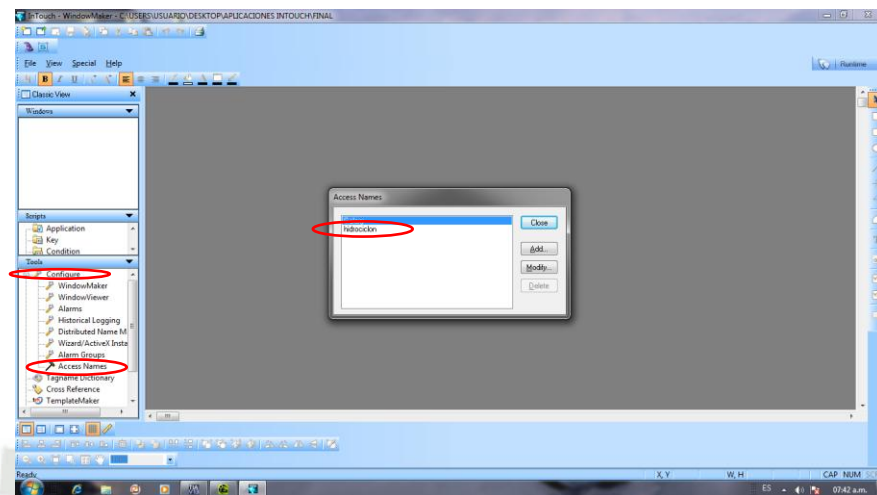 InTouch - WindowMaker - C:\USERS\USUARIO\DESKTOP\APLICACIONES INTOUCH\FINAL
File View Special Help
Runtime
Classic View
Windows
Scripts
Application
Key
Condition
Tools
Configure
WindowMaker
WindowViewer
Alarms
Historical Logging
Distributed Name M
Wizard/ActiveX Insta
Alarm Groups
Access Names
Tagname Dictionary
Cross Reference
TemplateMaker
Access Names
hidrociclon
Close
Add...
Modify...
Delete
Ready
X, Y
W, H
CAP NUM
ES
07:42 a.m.